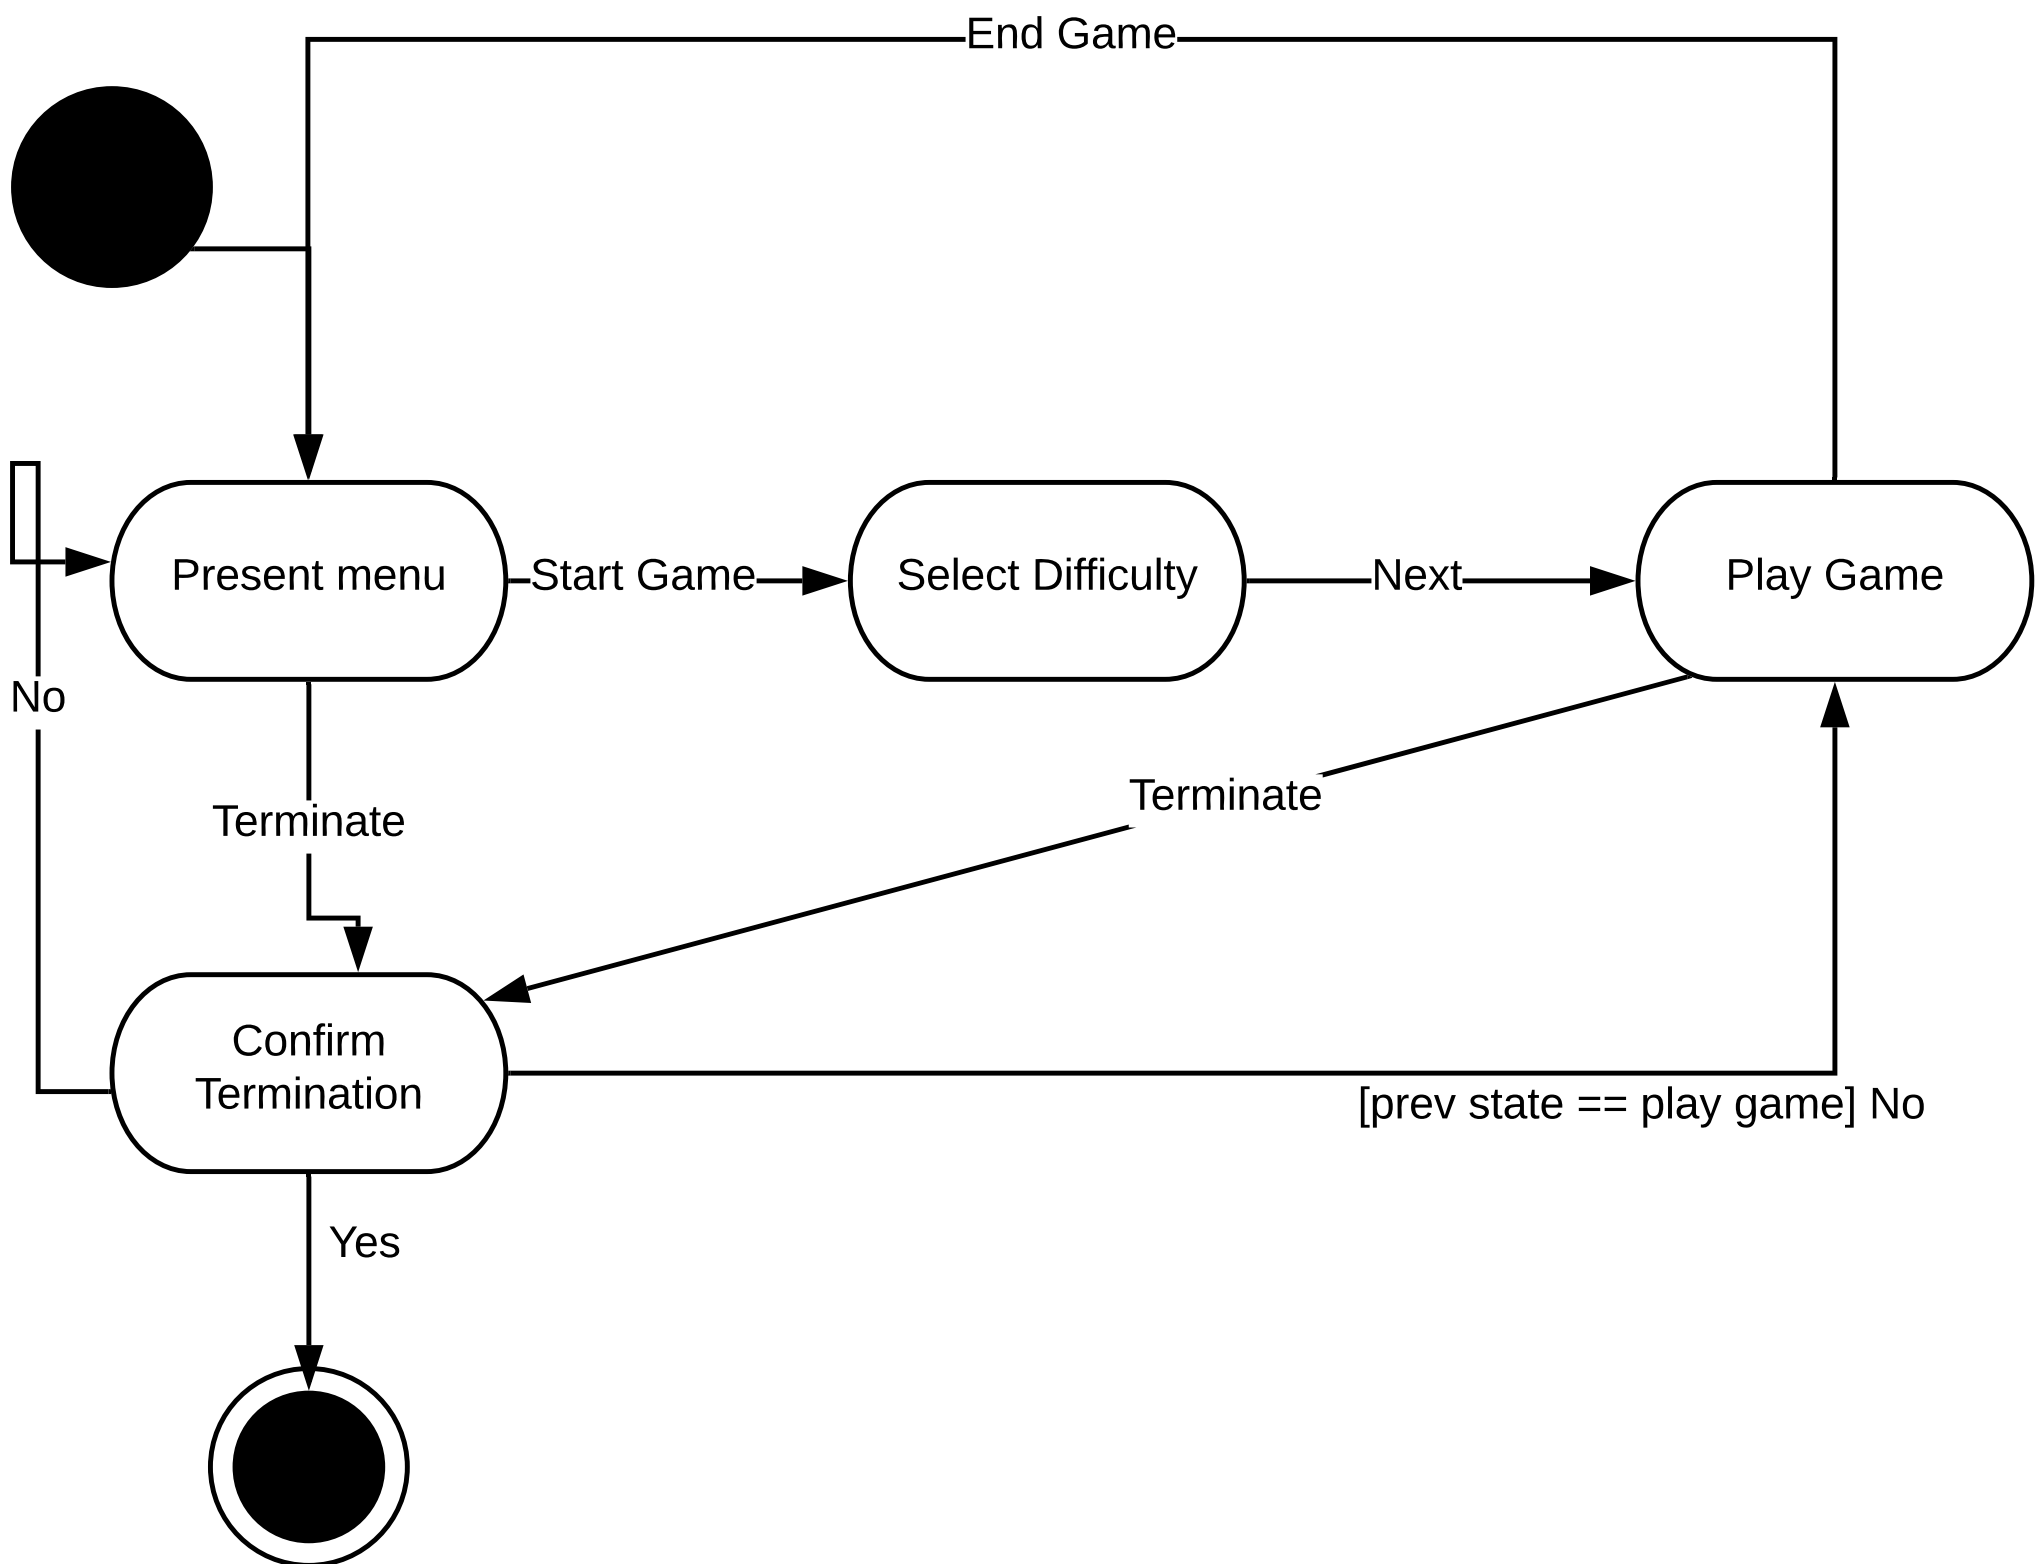 End Game
Present menu
Start Game
Select Difficulty
Next
Play Game
No
Terminate
Terminate
Confirm
Termination
[prev state == play game] No
Yes